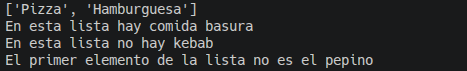 ['Pizza', 'Hamburguesa']
En esta lista hay comida basura
En esta lista no hay kebab
El primer elemento de la lista no es el pepino